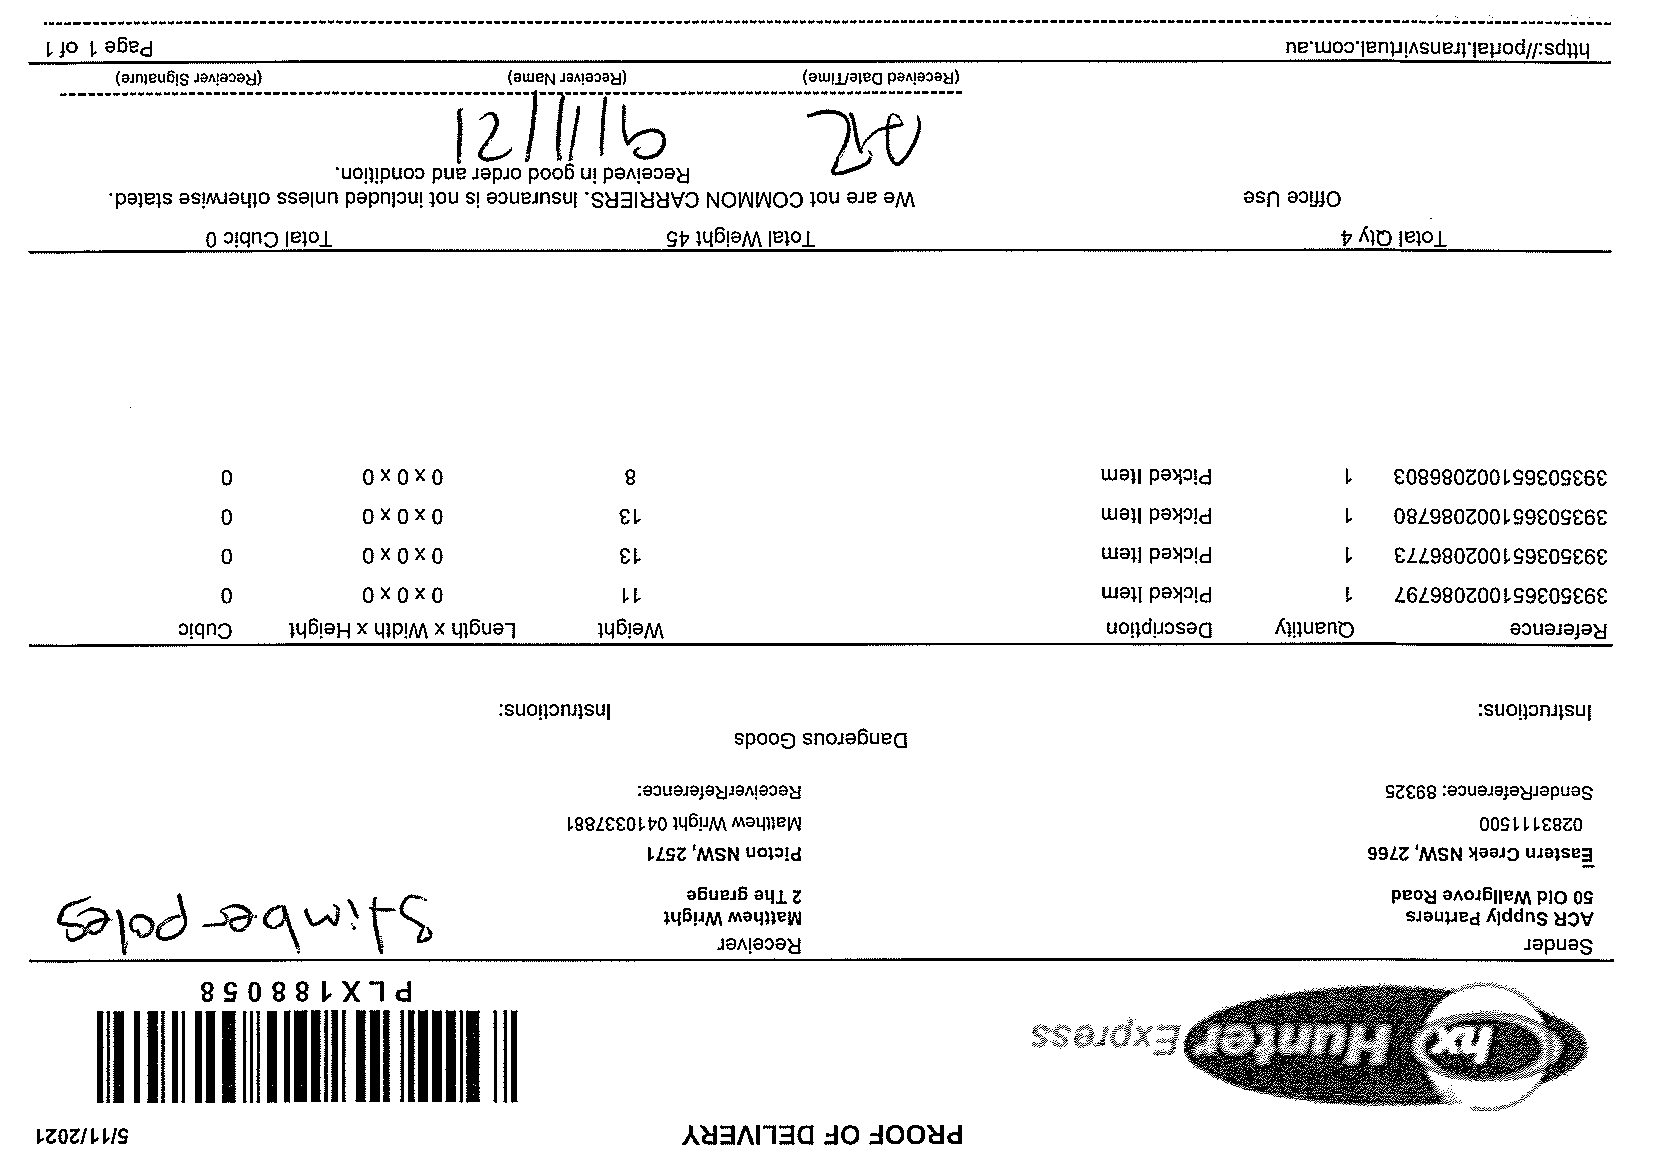 PROOF OF DELIVERY 5/11/2021
hx Hunter Express
PLX188058
Sender Receiver
ACR Supply Partners Matthew Wright
50 Old Wallgrove Road 2 The grange
Eastern Creek NSW, 2766 Picton NSW, 2571
0283111500 Matthew Wright 0410337881
SenderReference: 89325 ReceiverReference:
8 timber poles
Dangerous Goods
Instructions: Instructions:
Reference Quantity Description Weight Length x Width x Height Cubic
393503651002086797 1 Picked Item 11 0 x 0 x 0 0
393503651002086773 1 Picked Item 13 0 x 0 x 0 0
393503651002086780 1 Picked Item 13 0 x 0 x 0 0
393503651002086803 1 Picked Item 8 0 x 0 x 0 0
Total Qty 4 Total Weight 45 Total Cubic 0
Office Use We are not COMMON CARRIERS. Insurance is not included unless otherwise stated.
Received in good order and condition.
9/11/21
(Received Date/Time) (Receiver Name) (Receiver Signature)
https://portal.transvirtual.com.au Page 1 of 1